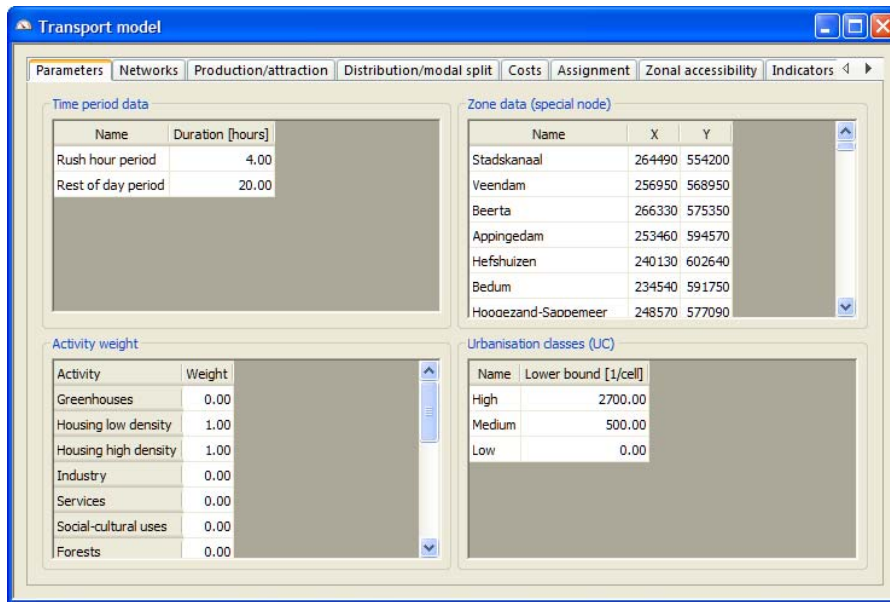 Transport model
Parameters Networks Production/attraction Distribution/modal split Costs Assignment Zonal accessibility Indicators
Time period data
Name Duration [hours]
Rush hour period 4.00
Rest of day period 20.00
Zone data (special node)
Name X Y
Stadskanaal 264490 554200
Veendam 256950 568950
Beerta 266330 575350
Appingedam 253460 594570
Hefshuizen 240130 602640
Bedum 234540 591750
Hoogezand-Sappemeer 248570 577090
Activity weight
Activity Weight
Greenhouses 0.00
Housing low density 1.00
Housing high density 1.00
Industry 0.00
Services 0.00
Social-cultural uses 0.00
Forests 0.00
Urbanisation classes (UC)
Name Lower bound [1/cell]
High 2700.00
Medium 500.00
Low 0.00